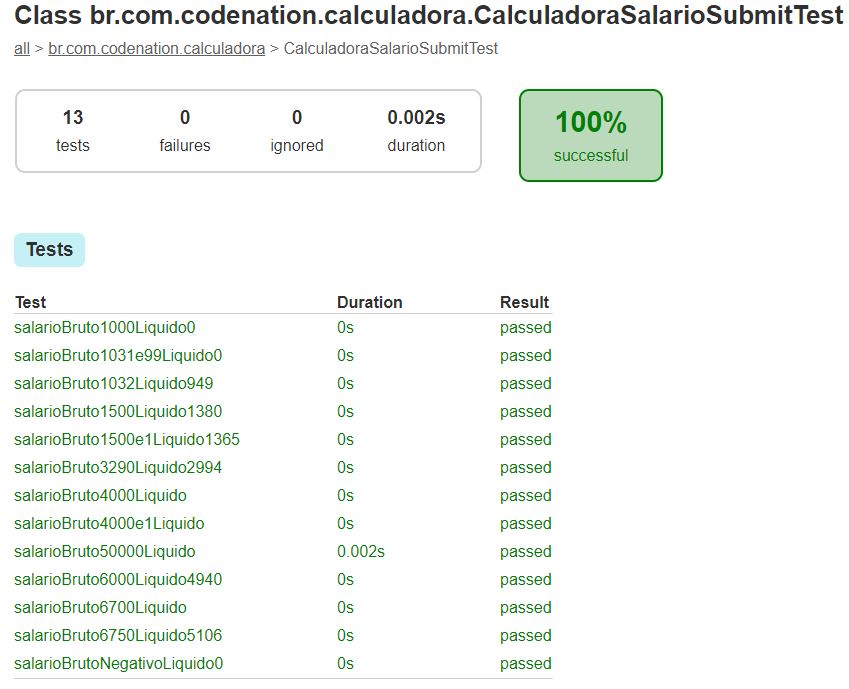 Class br.com.codenation.calculadora.CalculadoraSalarioSubmitTest
all > br.com.codenation.calculadora > CalculadoraSalarioSubmitTest
13 0 0 0.002s
tests failures ignored duration
100%
successful
Tests
Test Duration Result
salarioBruto1000Liquido0 0s passed
salarioBruto1031e99Liquido0 0s passed
salarioBruto1032Liquido949 0s passed
salarioBruto1500Liquido1380 0s passed
salarioBruto1500e1Liquido1365 0s passed
salarioBruto3290Liquido2994 0s passed
salarioBruto4000Liquido 0s passed
salarioBruto4000e1Liquido 0s passed
salarioBruto50000Liquido 0.002s passed
salarioBruto6000Liquido4940 0s passed
salarioBruto6700Liquido 0s passed
salarioBruto6750Liquido5106 0s passed
salarioBrutoNegativoLiquido0 0s passed